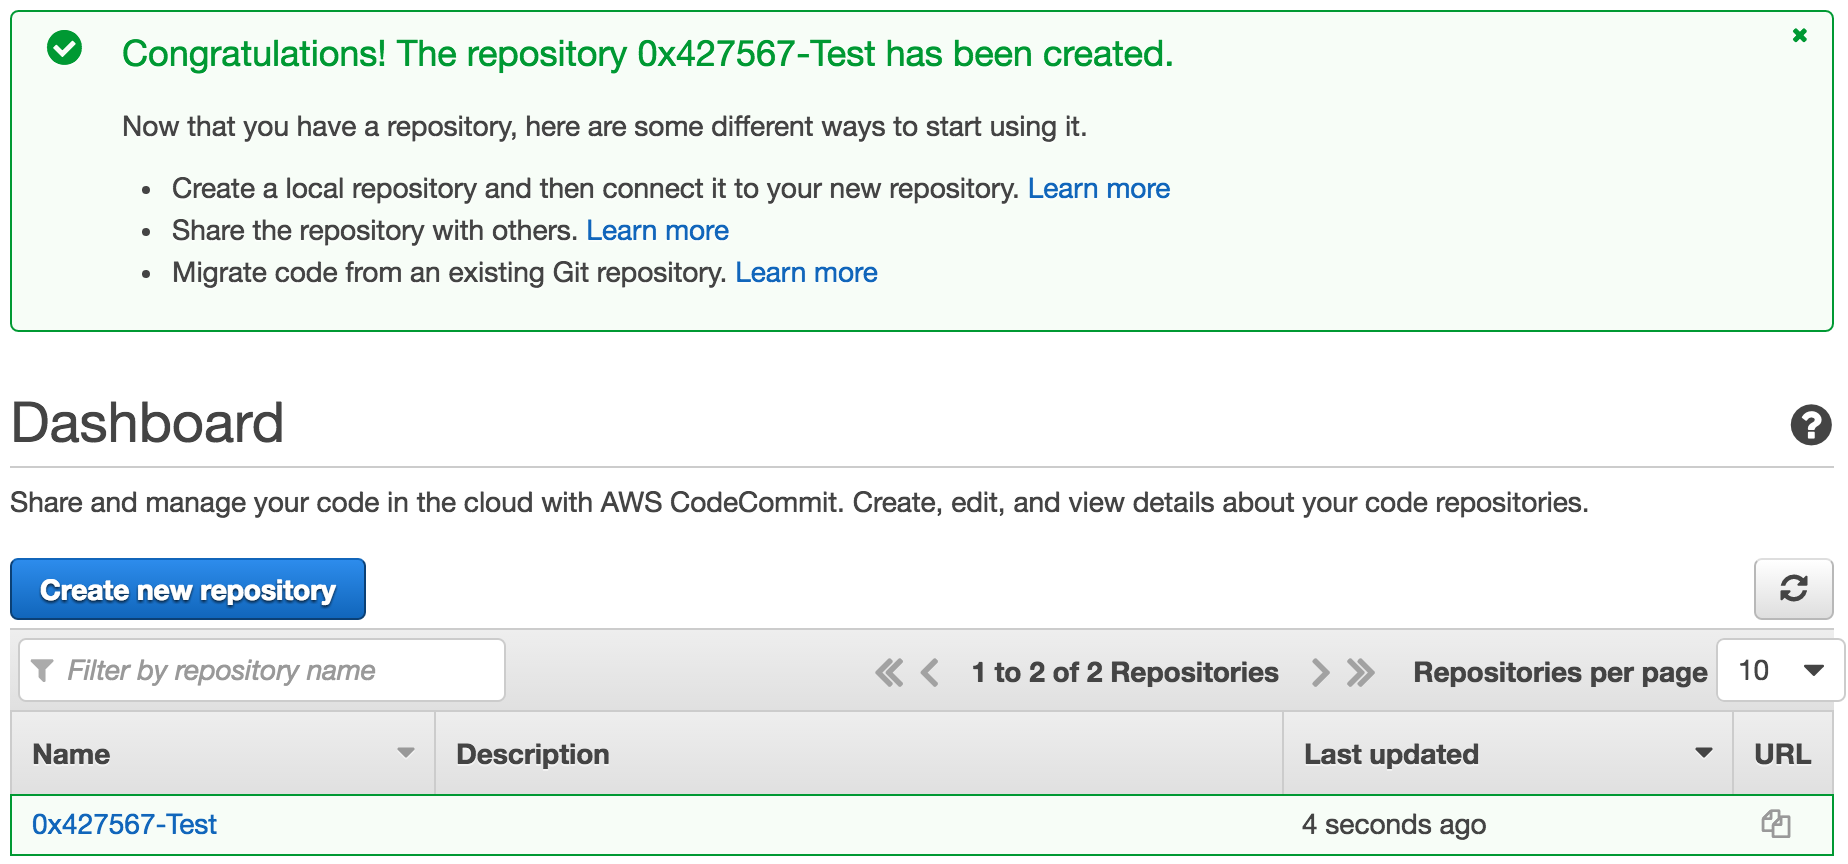 Congratulations! The repository 0x427567-Test has been created.
Now that you have a repository, here are some different ways to start using it.
• Create a local repository and then connect it to your new repository. Learn more
• Share the repository with others. Learn more
• Migrate code from an existing Git repository. Learn more
Dashboard
Share and manage your code in the cloud with AWS CodeCommit. Create, edit, and view details about your code repositories.
Create new repository
Filter by repository name 1 to 2 of 2 Repositories Repositories per page 10
Name Description Last updated URL
0x427567-Test 4 seconds ago